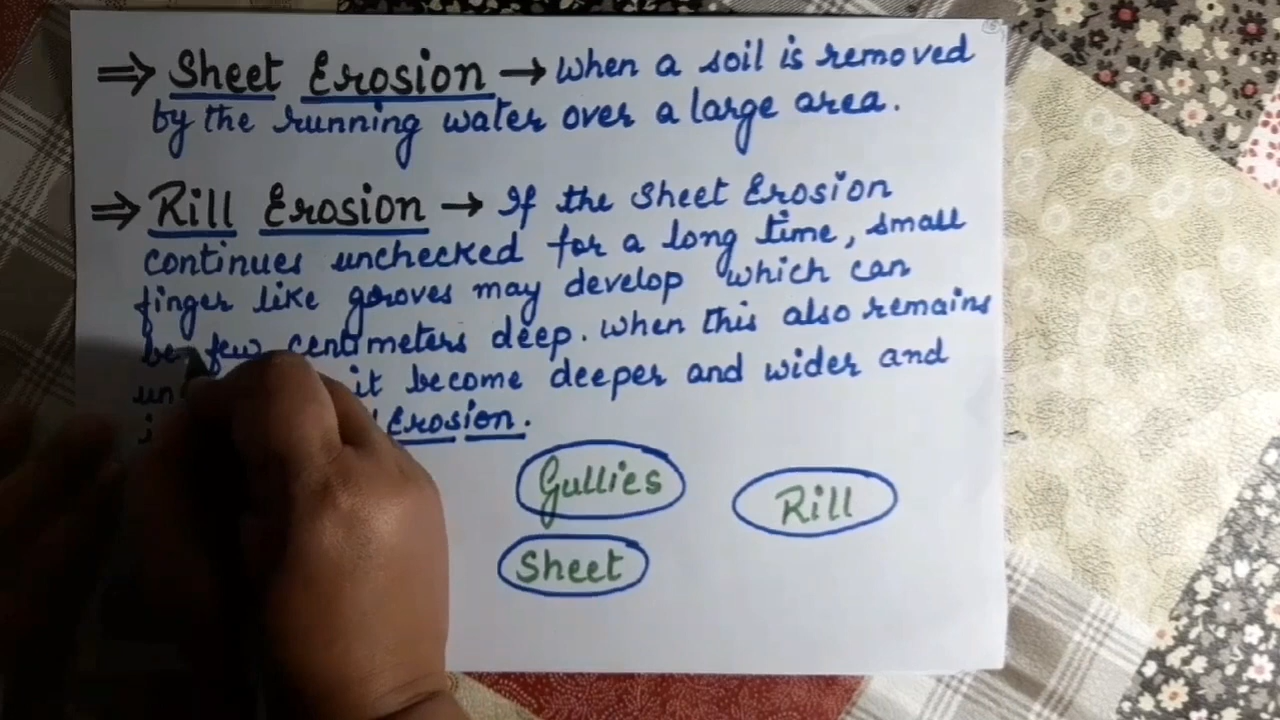 ⇒ Sheet Erosion → When a soil is removed
by the running water over a large area.
⇒ Rill Erosion → If the Sheet Erosion
continues unchecked for a long time, small
finger like groves may develop which can
be few centimeters deep. When this also remains
it become deeper and wider and
Erosion.
Gullies
Rill
Sheet